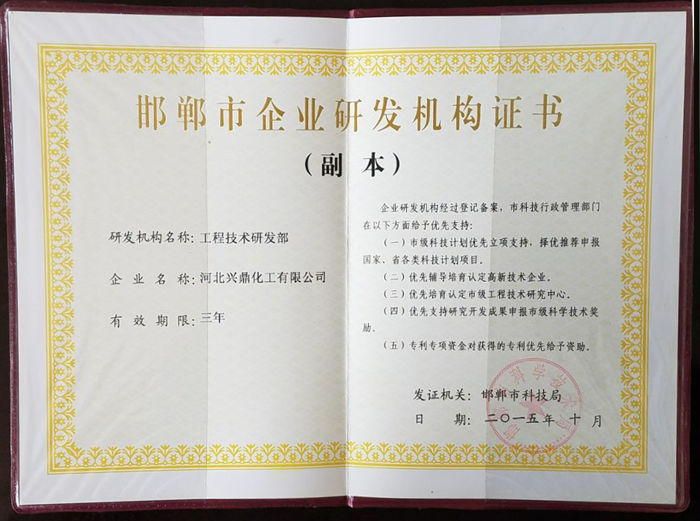 邯郸市企业研发机构证书
（副 本）
研发机构名称：工程技术研发部
企 业 名 称：河北兴鼎化工有限公司
有 效 期 限：三年
企业研发机构经过登记备案，市科技行政管理部门
在以下方面给予优先支持：
（一）市级科技计划优先立项支持，择优推荐申报
国家、省各类科技计划项目。
（二）优先辅导培育认定高新技术企业。
（三）优先培育认定市级工程技术研究中心。
（四）优先支持研究开发成果申报市级科学技术奖
励。
（五）专利专项资金对获得的专利优先给予资助。
发证机关：邯郸市科技局
日 期：二〇一五年 十 月